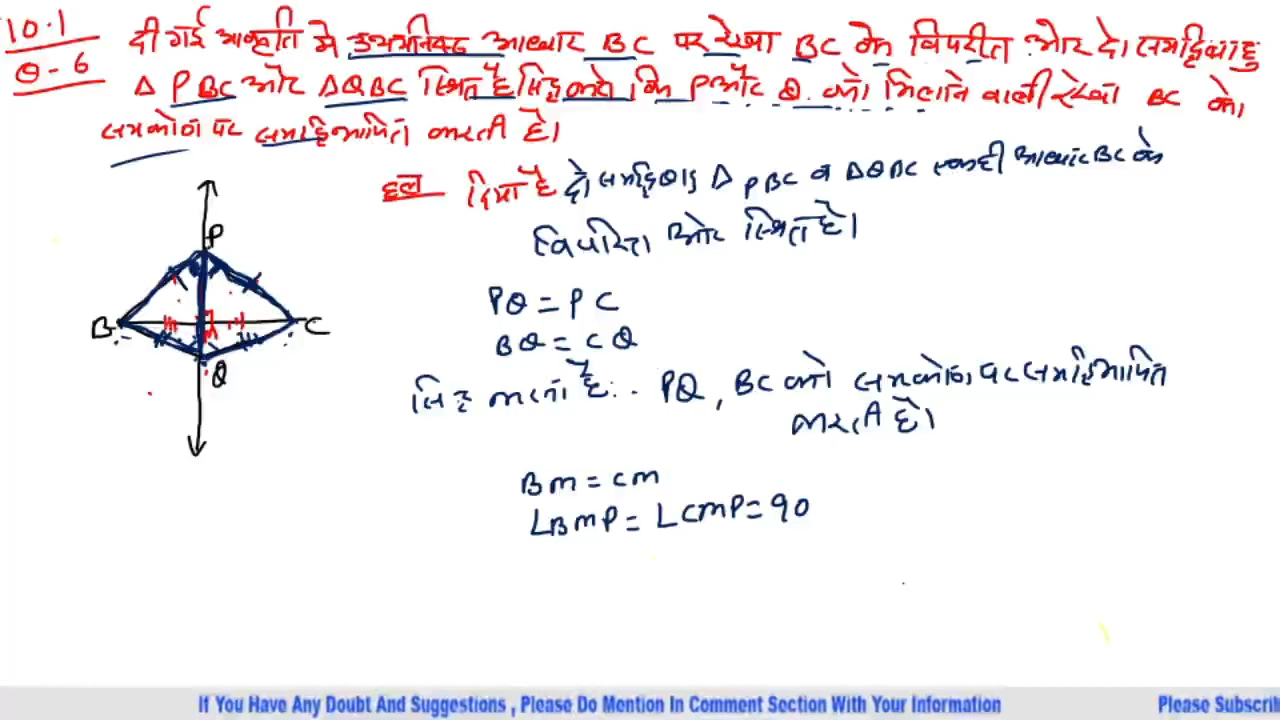 10.1
Q-6
दी गई आकृति में उभयनिष्ठ आधार BC पर रेखा BC के विपरीत ओर दो समद्विबाहु
Δ PBC और ΔQBC स्थित है सिद्ध करो कि P और Q को मिलाने वाली रेखा BC को
समकोण पर समद्विभाजित करती है।
हल दिया है दो समद्विबाहु Δ PBC व ΔQBC एक ही आधार BC के
विपरित ओर स्थित है।
P
B
C
Q
PQ = PC
BQ = CQ
सिद्ध करना है:. PQ, BC को समकोण पर समद्विभाजित
करती है।
BM = CM
∠BMP = ∠CMP = 90
If You Have Any Doubt And Suggestions , Please Do Mention In Comment Section With Your Information
Please Subscrib